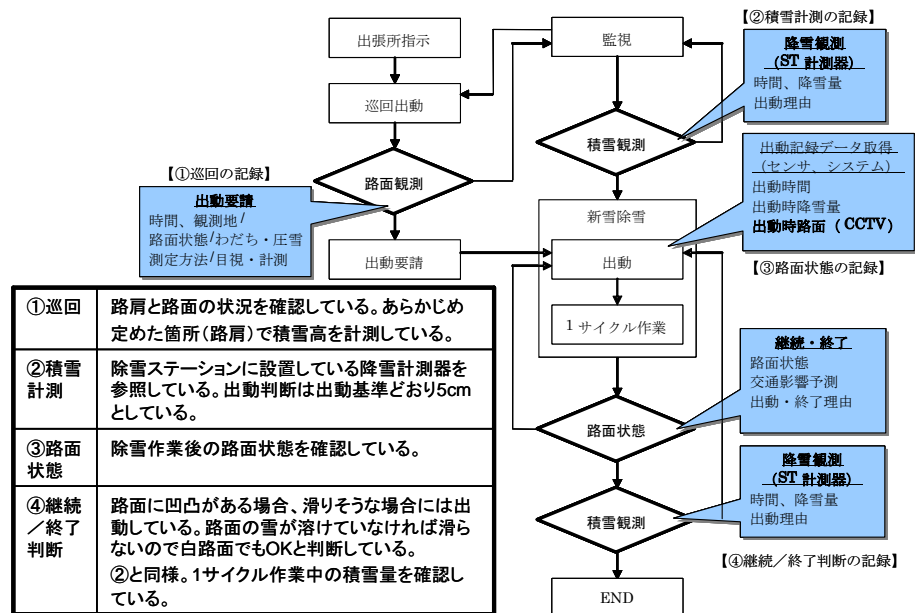 【②積雪計測の記録】
出張所指示
監視
降雪観測
(ST 計測器)
時間、降雪量
出動理由
巡回出動
積雪観測
出動記録データ取得
(センサ、システム)
出動時間
出動時降雪量
出動時路面（CCTV）
【③路面状態の記録】
【①巡回の記録】
路面観測
出動要請
時間、観測地/
路面状態/わだち・圧雪
測定方法/目視・計測
新雪除雪
出動要請
出動
1 サイクル作業
①巡回
路肩と路面の状況を確認している。あらかじめ
定めた箇所(路肩)で積雪高を計測している。
②積雪
計測
除雪ステーションに設置している降雪計測器を
参照している。出動判断は出動基準どおり5cm
としている。
③路面
状態
除雪作業後の路面状態を確認している。
④継続
／終了
判断
路面に凹凸がある場合、滑りそうな場合には出
動している。路面の雪が溶けていなければ滑ら
ないので白路面でもOKと判断している。
②と同様。1サイクル作業中の積雪量を確認し
ている。
継続・終了
路面状態
交通影響予測
出動・終了理由
路面状態
降雪観測
(ST 計測器)
時間、降雪量
出動理由
積雪観測
【④継続／終了判断の記録】
END